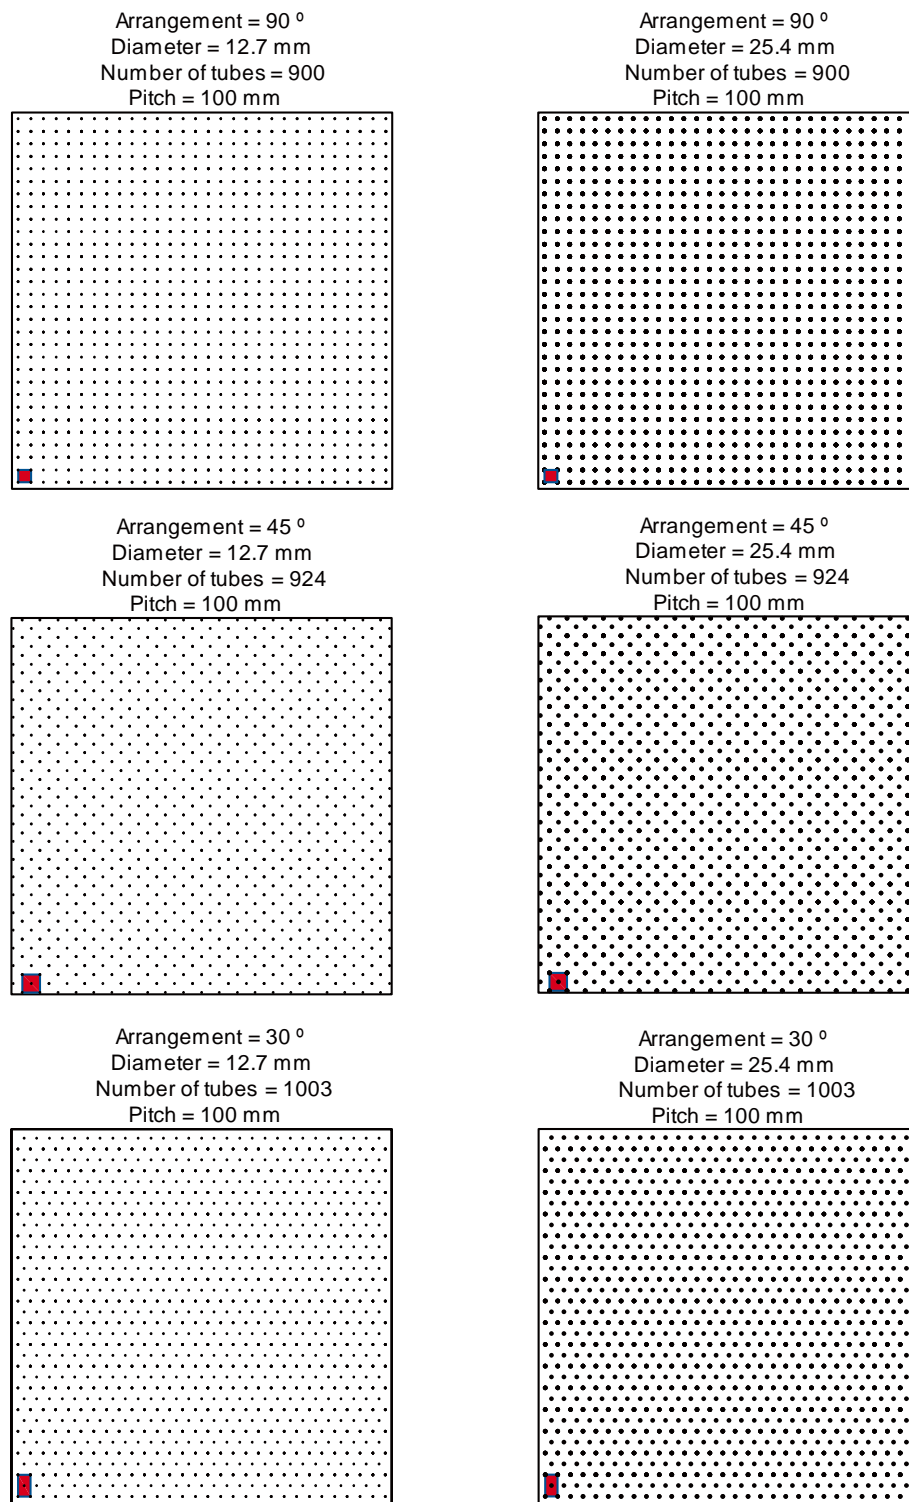 Arrangement = 90 º
Diameter = 12.7 mm
Number of tubes = 900
Pitch = 100 mm
Arrangement = 90 º
Diameter = 25.4 mm
Number of tubes = 900
Pitch = 100 mm
Arrangement = 45 º
Diameter = 12.7 mm
Number of tubes = 924
Pitch = 100 mm
Arrangement = 45 º
Diameter = 25.4 mm
Number of tubes = 924
Pitch = 100 mm
Arrangement = 30 º
Diameter = 12.7 mm
Number of tubes = 1003
Pitch = 100 mm
Arrangement = 30 º
Diameter = 25.4 mm
Number of tubes = 1003
Pitch = 100 mm